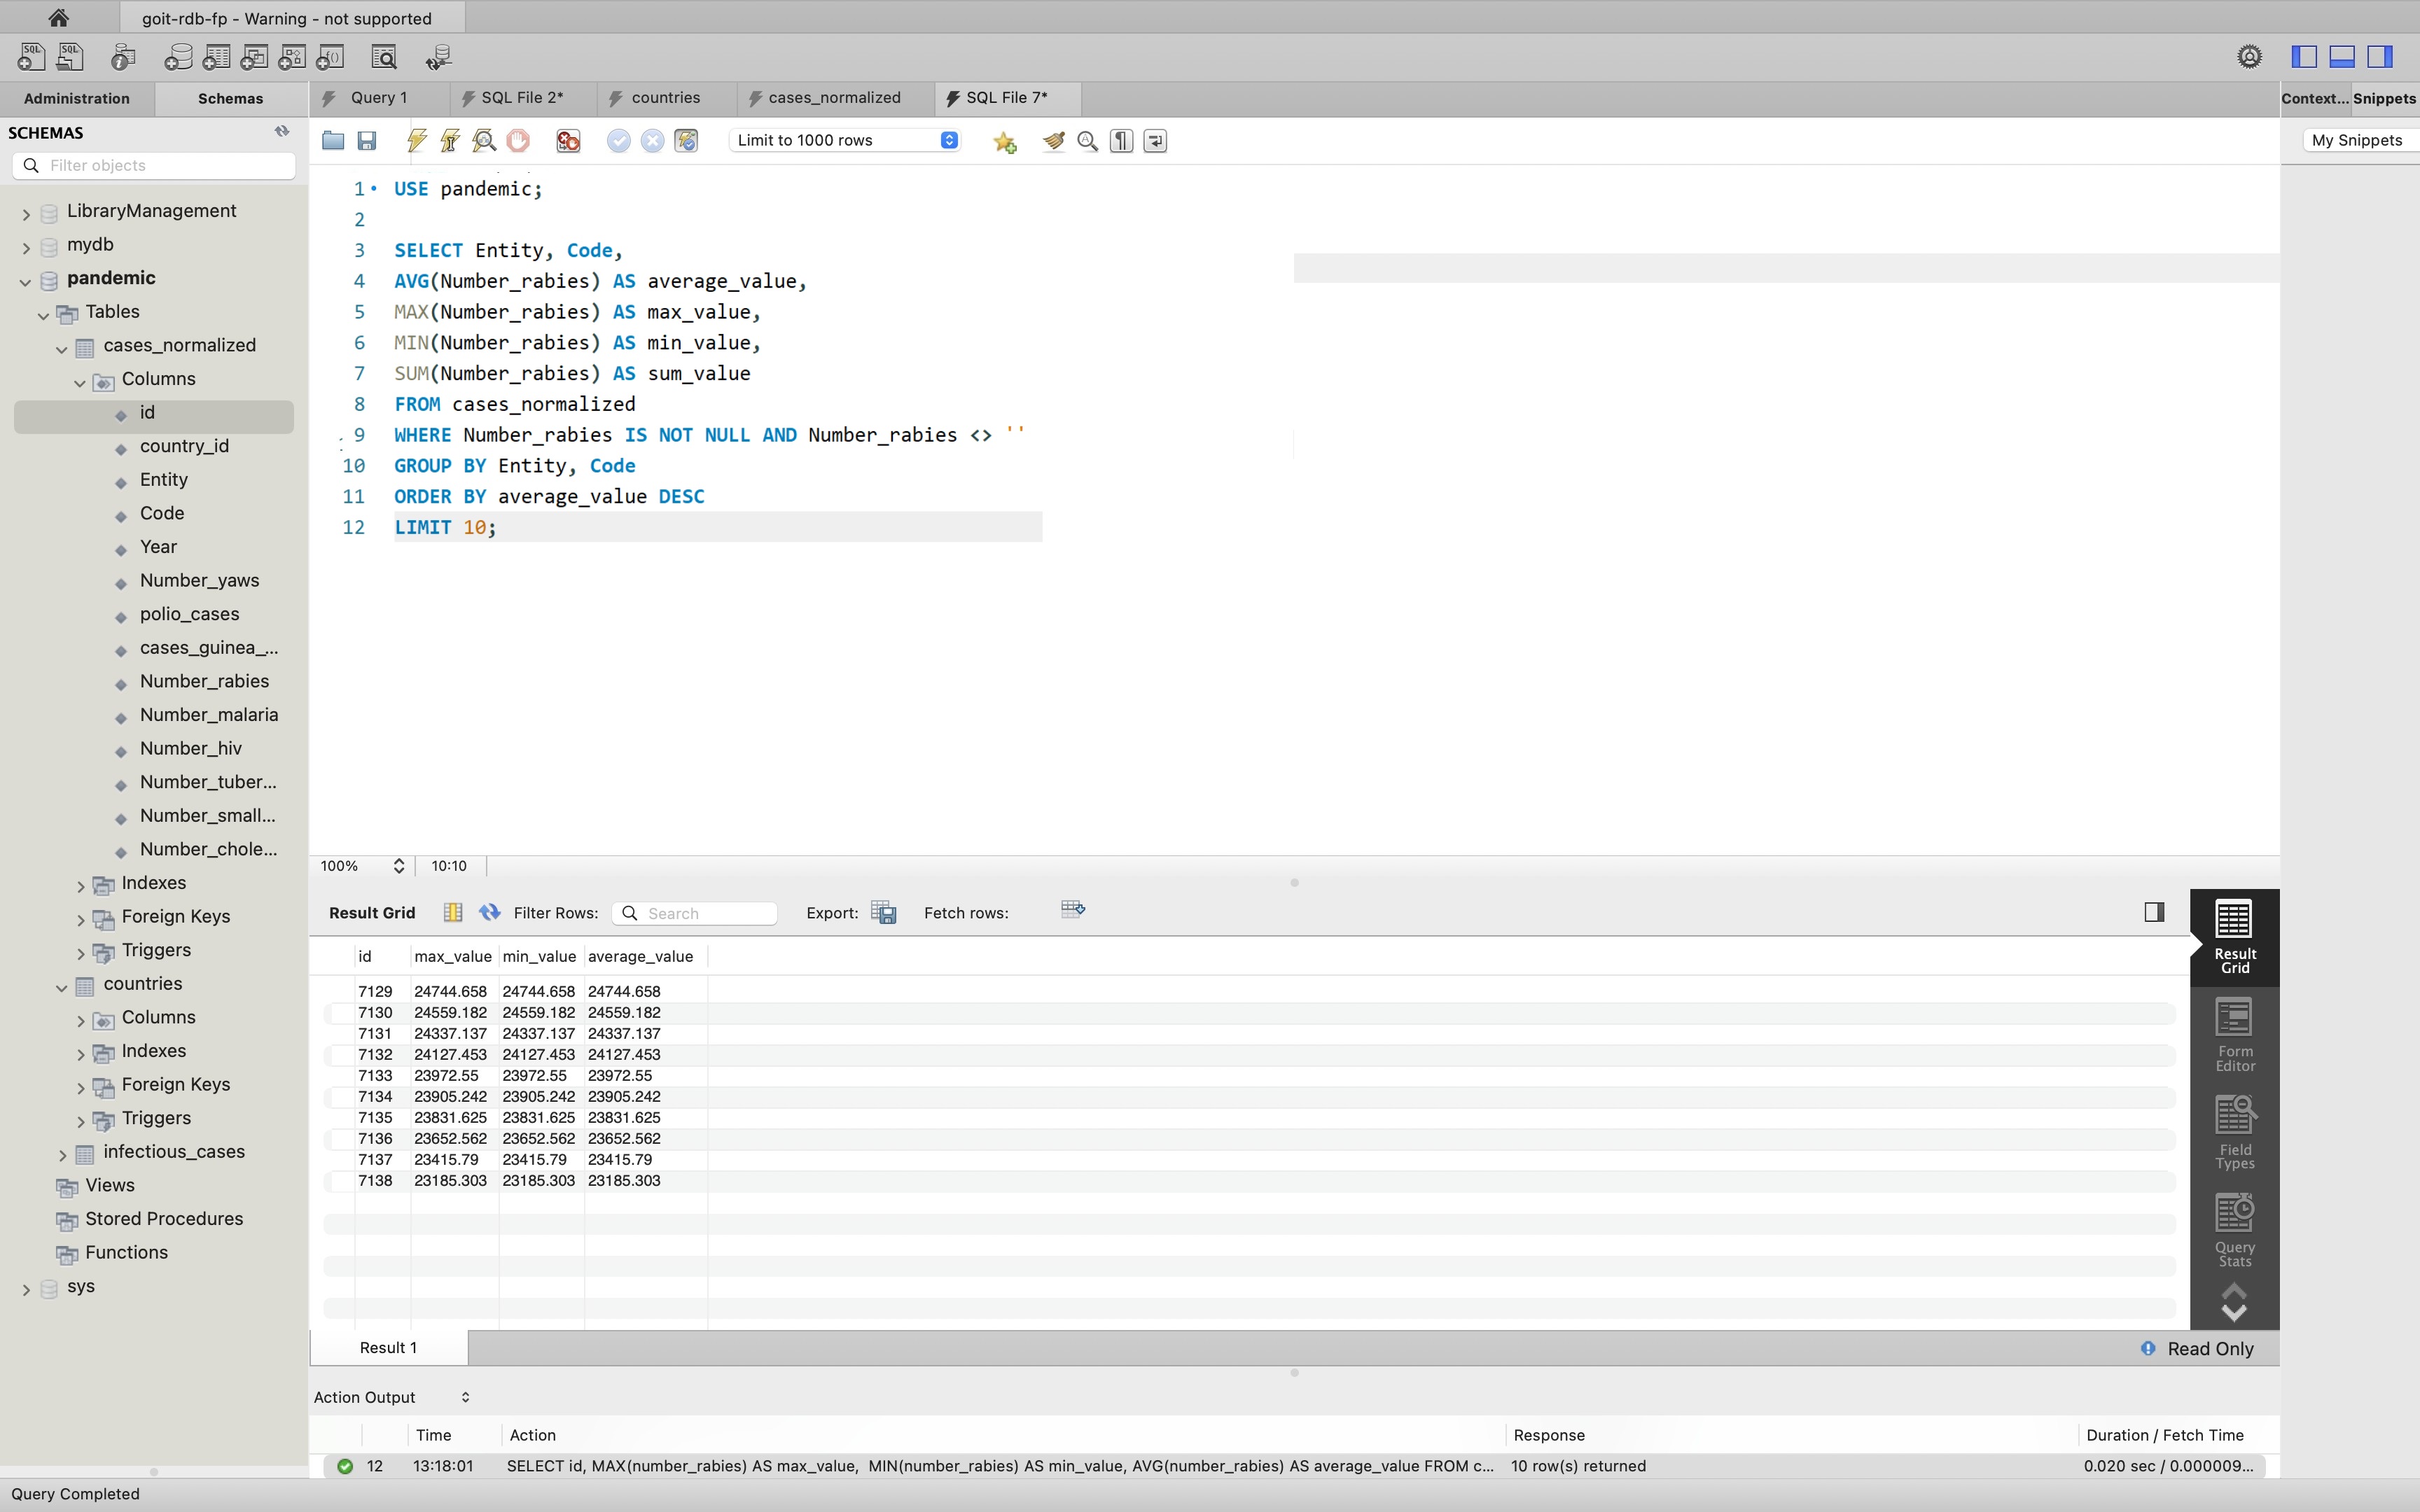 goit-rdb-fp - Warning - not supported
Administration
Schemas
Query 1
SQL File 2*
countries
cases_normalized
SQL File 7*
Context...
Snippets
SCHEMAS
Filter objects
Limit to 1000 rows
My Snippets
LibraryManagement
mydb
pandemic
Tables
cases_normalized
Columns
id
country_id
Entity
Code
Year
Number_yaws
polio_cases
cases_guinea_...
Number_rabies
Number_malaria
Number_hiv
Number_tuber...
Number_small...
Number_chole...
Indexes
Foreign Keys
Triggers
countries
Columns
Indexes
Foreign Keys
Triggers
infectious_cases
Views
Stored Procedures
Functions
sys
1 USE pandemic;
2
3 SELECT Entity, Code,
4 AVG(Number_rabies) AS average_value,
5 MAX(Number_rabies) AS max_value,
6 MIN(Number_rabies) AS min_value,
7 SUM(Number_rabies) AS sum_value
8 FROM cases_normalized
9 WHERE Number_rabies IS NOT NULL AND Number_rabies <> ''
10 GROUP BY Entity, Code
11 ORDER BY average_value DESC
12 LIMIT 10;
100% 10:10
Result Grid Filter Rows: Search Export: Fetch rows:
id max_value min_value average_value
7129 24744.658 24744.658 24744.658
7130 24559.182 24559.182 24559.182
7131 24337.137 24337.137 24337.137
7132 24127.453 24127.453 24127.453
7133 23972.55 23972.55 23972.55
7134 23905.242 23905.242 23905.242
7135 23831.625 23831.625 23831.625
7136 23652.562 23652.562 23652.562
7137 23415.79 23415.79 23415.79
7138 23185.303 23185.303 23185.303
Result
Grid
Form
Editor
Field
Types
Query
Stats
Result 1
Read Only
Action Output
Time Action Response Duration / Fetch Time
12 13:18:01 SELECT id, MAX(number_rabies) AS max_value, MIN(number_rabies) AS min_value, AVG(number_rabies) AS average_value FROM c... 10 row(s) returned 0.020 sec / 0.000009...
Query Completed